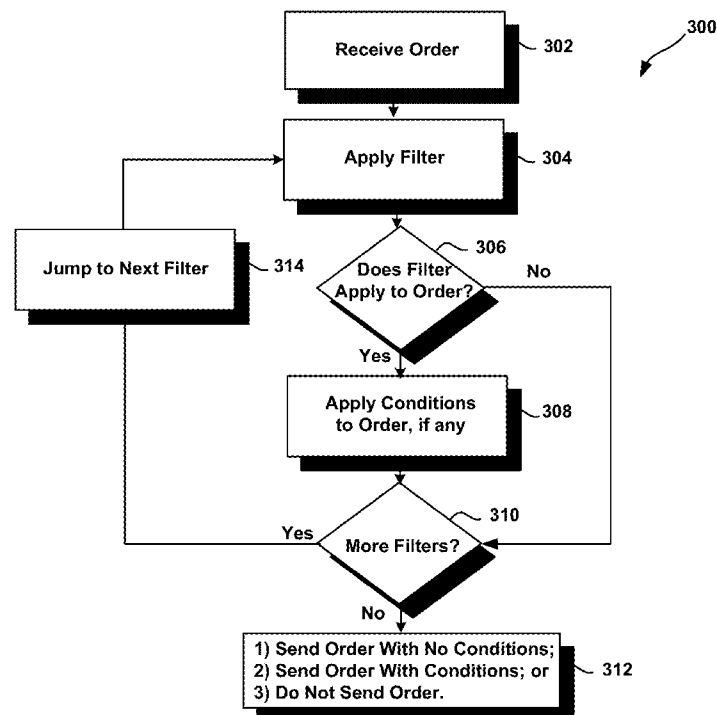 300
Receive Order
302
Apply Filter
304
Jump to Next Filter
314
306
Does Filter
Apply to Order?
No
Yes
Apply Conditions
to Order, if any
308
310
More Filters?
Yes
No
1) Send Order With No Conditions;
2) Send Order With Conditions; or
3) Do Not Send Order.
312